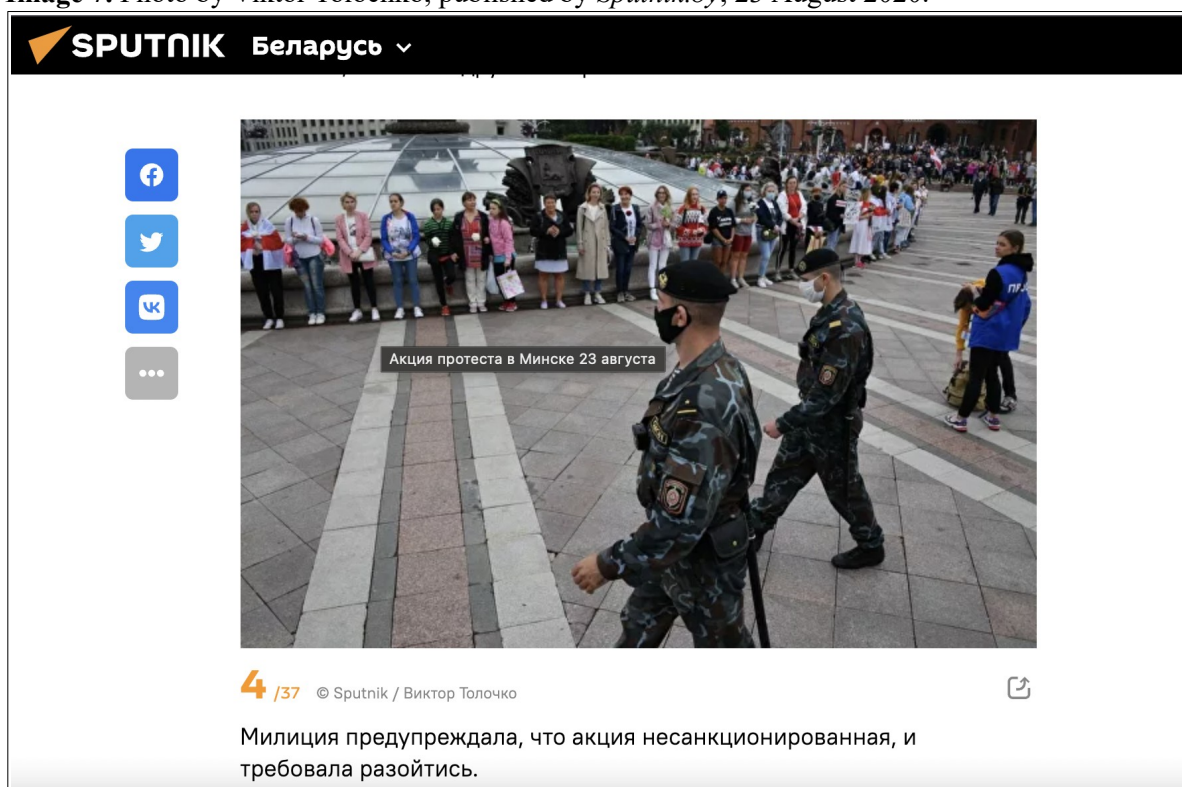 SPUTNIK Беларусь
Акция протеста в Минске 23 августа
4 /37 © Sputnik / Виктор Толочко
Милиция предупреждала, что акция несанкционированная, и
требовала разойтись.